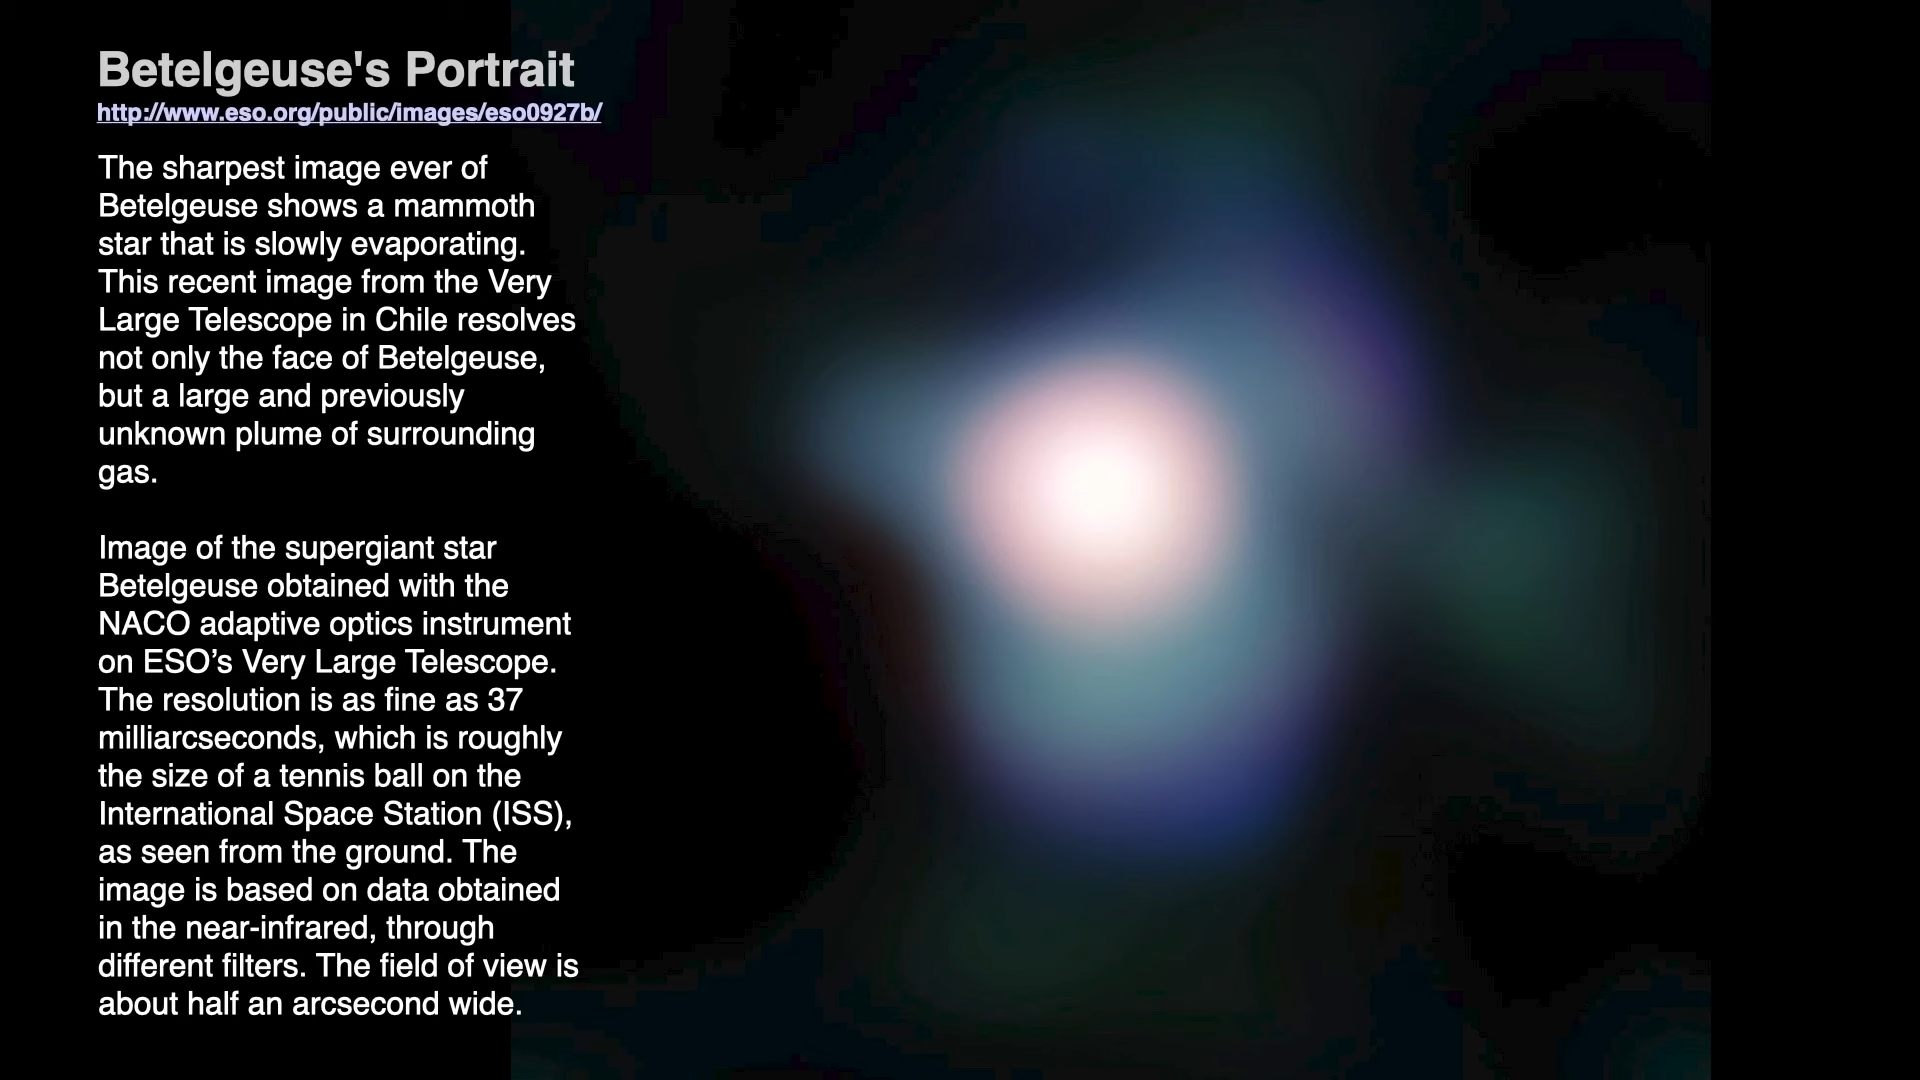 Betelgeuse's Portrait
http://www.eso.org/public/images/eso0927b/
The sharpest image ever of
Betelgeuse shows a mammoth
star that is slowly evaporating.
This recent image from the Very
Large Telescope in Chile resolves
not only the face of Betelgeuse,
but a large and previously
unknown plume of surrounding
gas.
Image of the supergiant star
Betelgeuse obtained with the
NACO adaptive optics instrument
on ESO’s Very Large Telescope.
The resolution is as fine as 37
milliarcseconds, which is roughly
the size of a tennis ball on the
International Space Station (ISS),
as seen from the ground. The
image is based on data obtained
in the near-infrared, through
different filters. The field of view is
about half an arcsecond wide.